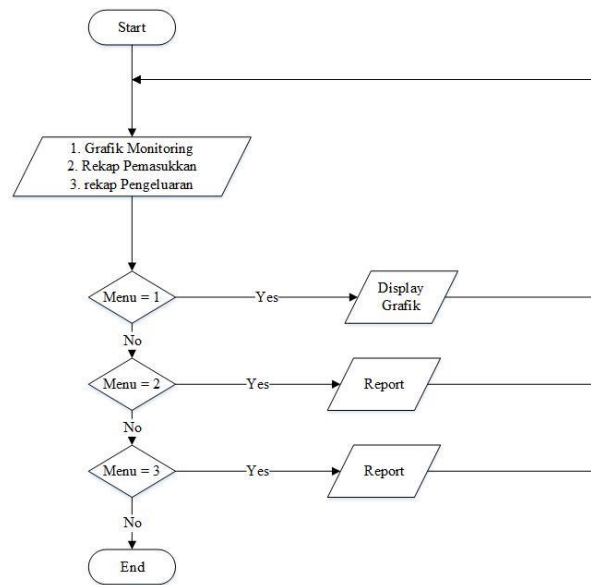 Start
1. Grafik Monitoring
2. Rekap Pemasukkan
3. rekap Pengeluaran
Menu = 1
Yes
Display
Grafik
No
Menu = 2
Yes
Report
No
Menu = 3
Yes
Report
No
End